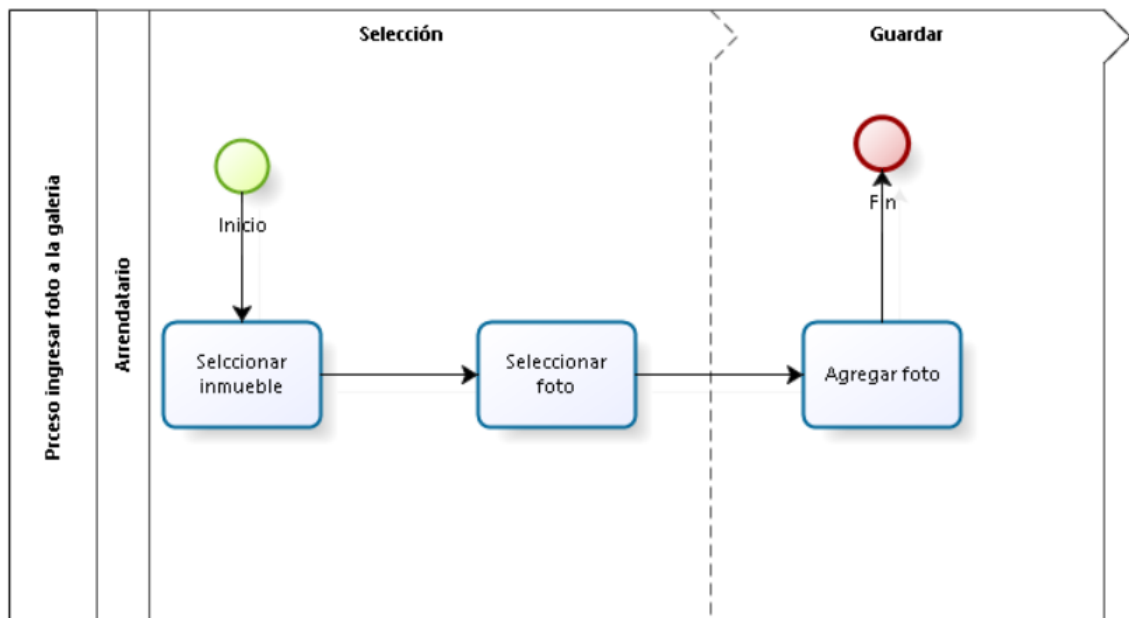 Prceso ingresar foto a la galeria
Arrendatario
Selección
Guardar
Inicio
Fin
Selccionar
inmueble
Seleccionar
foto
Agregar foto